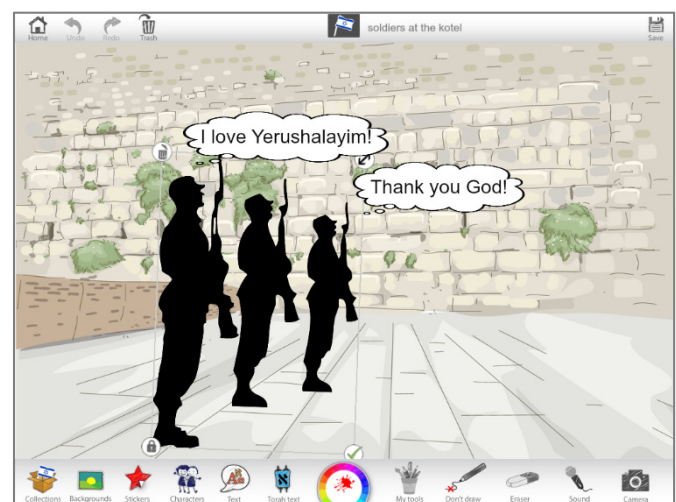 Home
Undo
Redo
Trash
soldiers at the kotel
Save
I love Yerushalayim!
Thank you God!
Collections
Backgrounds
Stickers
Characters
Text
Torah text
My tools
Don't draw
Eraser
Sound
Camera